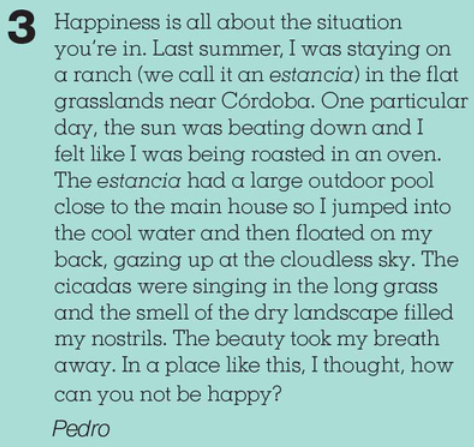 3 Happiness is all about the situation
you're in. Last summer, I was staying on
a ranch (we call it an estancia) in the flat
grasslands near Córdoba. One particular
day, the sun was beating down and I
felt like I was being roasted in an oven.
The estancia had a large outdoor pool
close to the main house so I jumped into
the cool water and then floated on my
back, gazing up at the cloudless sky. The
cicadas were singing in the long grass
and the smell of the dry landscape filled
my nostrils. The beauty took my breath
away. In a place like this, I thought, how
can you not be happy?
Pedro